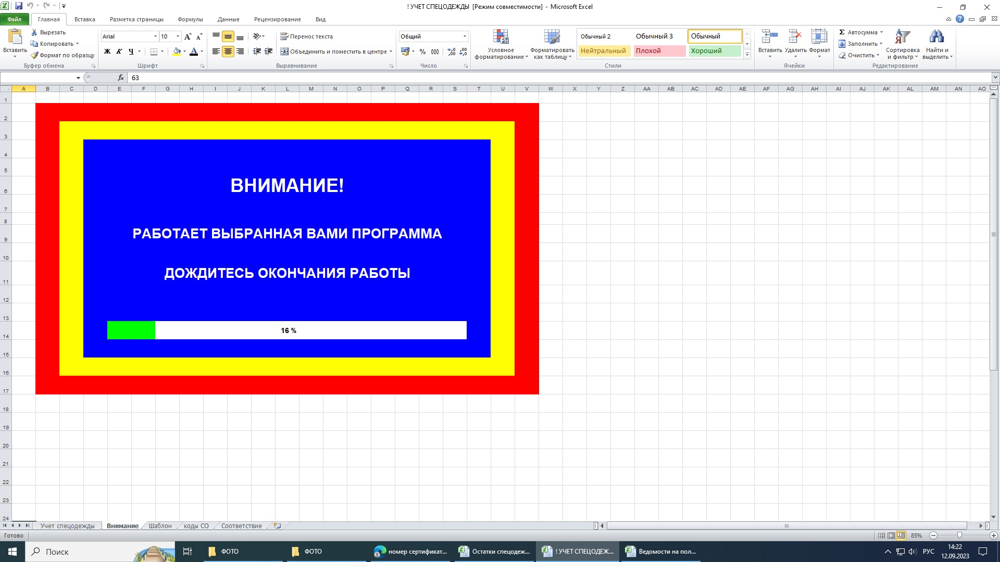 ! УЧЕТ СПЕЦОДЕЖДЫ [Режим совместимости] - Microsoft Excel
Файл Главная Вставка Разметка страницы Формулы Данные Рецензирование Вид
Вставить
Вырезать
Копировать
Формат по образцу
Буфер обмена
Arial 10
Ж К Ч
Шрифт
Перенос текста
Объединить и поместить в центре
Выравнивание
Общий
% 000
Число
Условное форматирование
Форматировать как таблицу
Обычный 2 Обычный 3 Обычный
Нейтральный Плохой Хороший
Стили
Вставить Удалить Формат
Ячейки
Σ Автосумма
Заполнить
Очистить
Сортировка и фильтр
Найти и выделить
Редактирование
fx 63
A B C D E F G H I J K L M N O P Q R S T U V W X Y Z AA AB AC AD AE AF AG AH AI AJ AK AL AM AN AO
1
2
3
4
5
6
7
8
9
10
11
12
13
14
15
16
17
18
19
20
21
22
23
24
ВНИМАНИЕ!
РАБОТАЕТ ВЫБРАННАЯ ВАМИ ПРОГРАММА
ДОЖДИТЕСЬ ОКОНЧАНИЯ РАБОТЫ
16 %
Учет спецодежды Внимание Шаблон коды СО Соответствие
Готово 85%
Поиск ФОТО ФОТО номер сертификат... Остатки спецодеж... ! УЧЕТ СПЕЦОДЕЖ... Ведомости на пол... РУС 14:22
12.09.2023